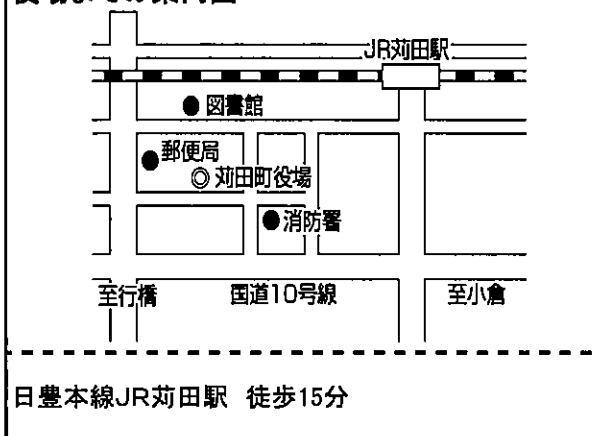 JR苅田駅
図書館
郵便局
苅田町役場
消防署
至行橋 国道10号線 至小倉
日豊本線JR苅田駅 徒歩15分